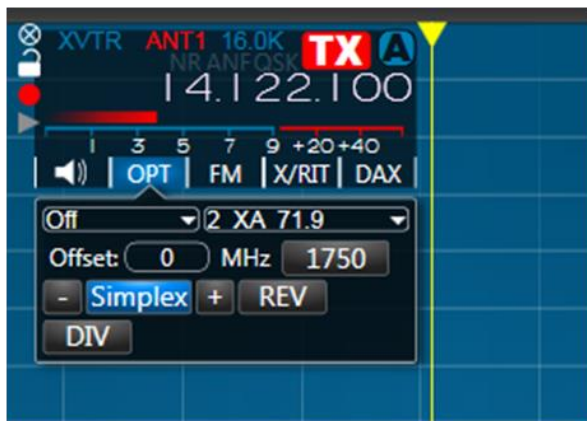 XVTR ANT1 16.0K TX A
NR ANF QSK
14.122.100
1 3 5 7 9 +20 +40
OPT FM X/RIT DAX
Off 2 XA 71.9
Offset: 0 MHz 1750
- Simplex + REV
DIV